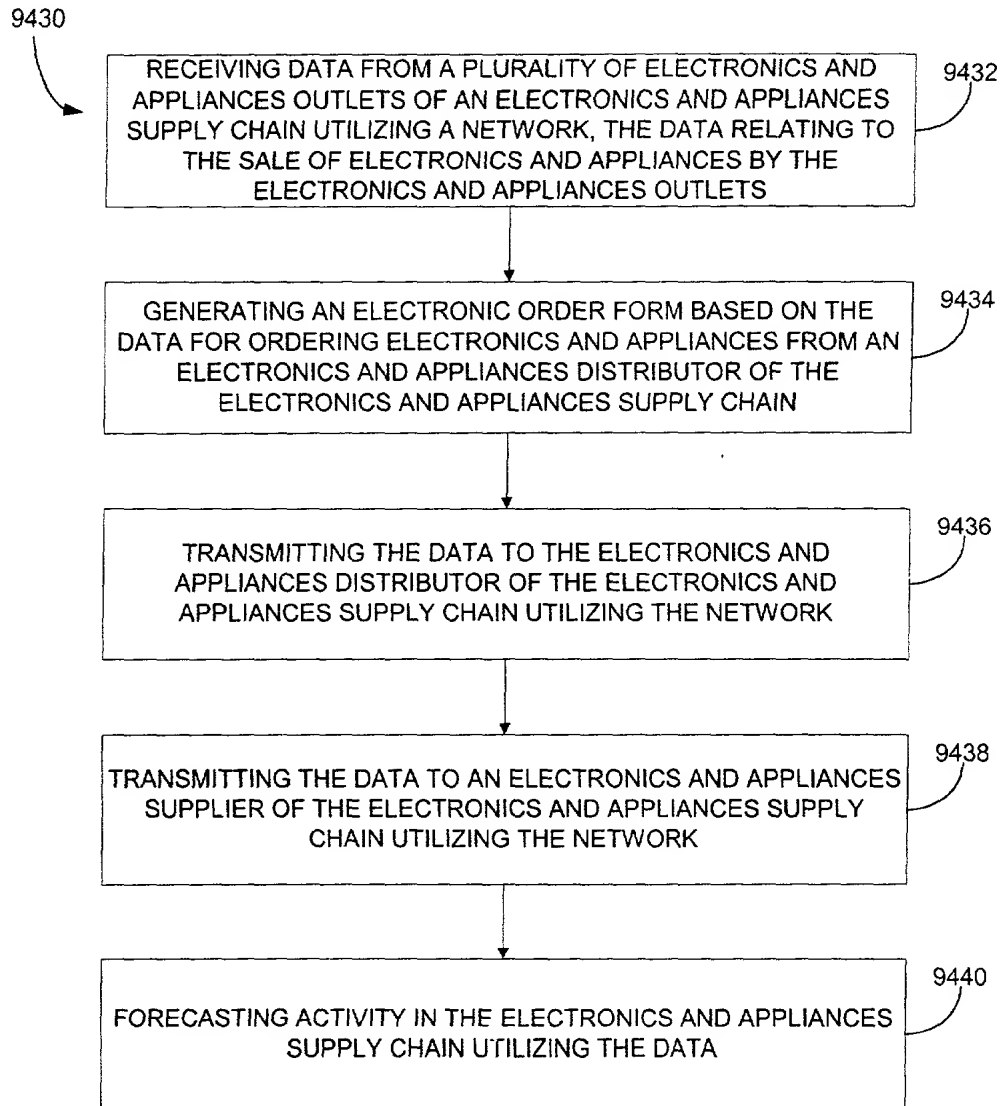 9430
RECEIVING DATA FROM A PLURALITY OF ELECTRONICS AND
APPLIANCES OUTLETS OF AN ELECTRONICS AND APPLIANCES
SUPPLY CHAIN UTILIZING A NETWORK, THE DATA RELATING TO
THE SALE OF ELECTRONICS AND APPLIANCES BY THE
ELECTRONICS AND APPLIANCES OUTLETS
9432
GENERATING AN ELECTRONIC ORDER FORM BASED ON THE
DATA FOR ORDERING ELECTRONICS AND APPLIANCES FROM AN
ELECTRONICS AND APPLIANCES DISTRIBUTOR OF THE
ELECTRONICS AND APPLIANCES SUPPLY CHAIN
9434
TRANSMITTING THE DATA TO THE ELECTRONICS AND
APPLIANCES DISTRIBUTOR OF THE ELECTRONICS AND
APPLIANCES SUPPLY CHAIN UTILIZING THE NETWORK
9436
TRANSMITTING THE DATA TO AN ELECTRONICS AND APPLIANCES
SUPPLIER OF THE ELECTRONICS AND APPLIANCES SUPPLY
CHAIN UTILIZING THE NETWORK
9438
FORECASTING ACTIVITY IN THE ELECTRONICS AND APPLIANCES
SUPPLY CHAIN UTILIZING THE DATA
9440